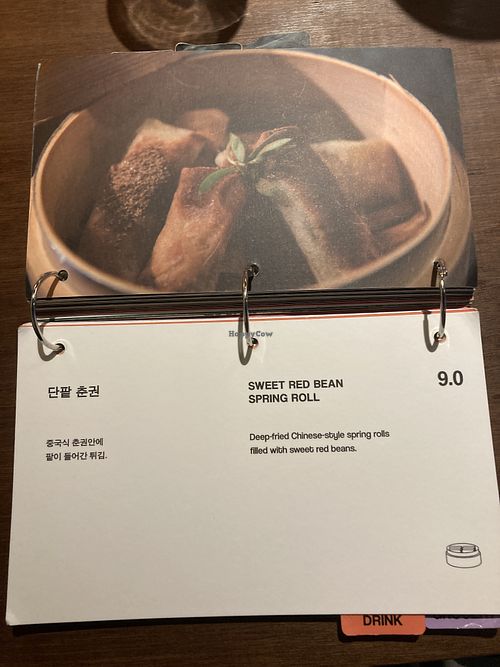 HappyCow
단팥 춘권
SWEET RED BEAN
SPRING ROLL
9.0
중국식 춘권안에
팥이 들어간 튀김.
Deep-fried Chinese-style spring rolls
filled with sweet red beans.
DRINK